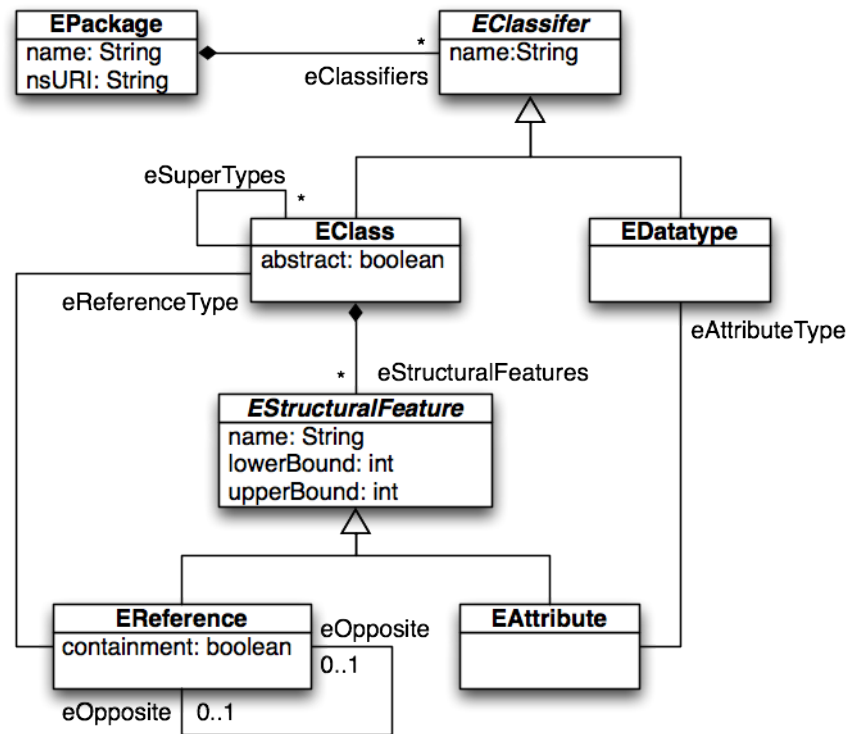 EPackage
name: String
nsURI: String
EClassifer
name:String
*
eClassifiers
eSuperTypes
*
EClass
abstract: boolean
EDatatype
eReferenceType
eAttributeType
*
eStructuralFeatures
EStructuralFeature
name: String
lowerBound: int
upperBound: int
EReference
containment: boolean
eOpposite
0..1
EAttribute
eOpposite
0..1